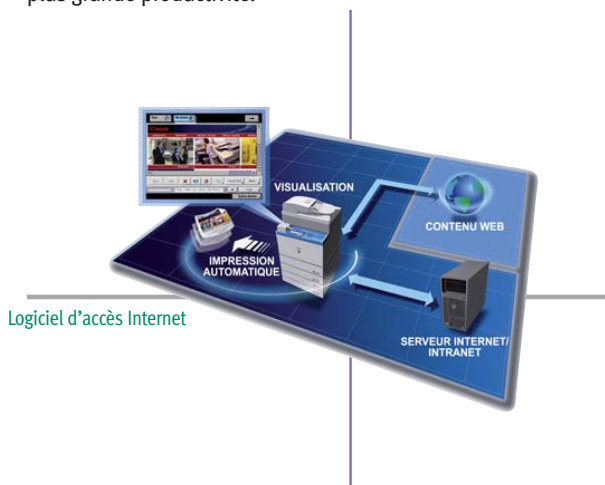 plus grande productivité.
VISUALISATION
CONTENU WEB
IMPRESSION
AUTOMATIQUE
Logiciel d'accès Internet
SERVEUR INTERNET/
INTRANET